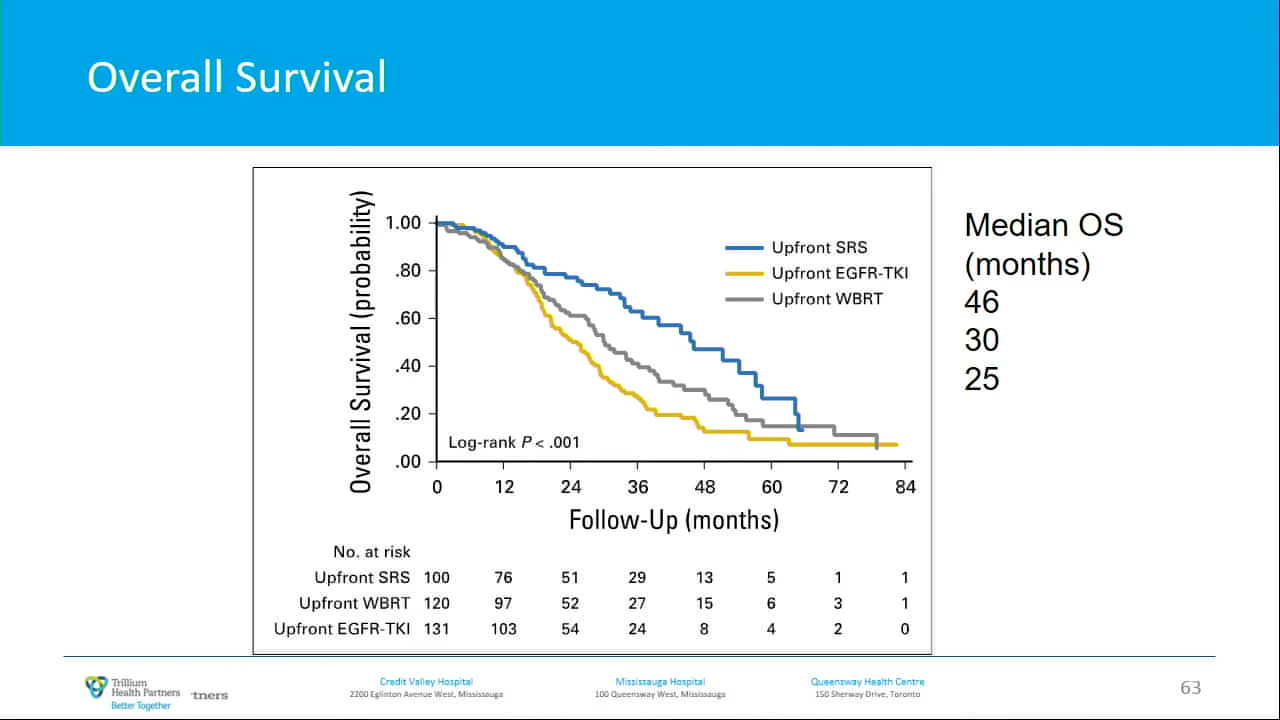 Overall Survival
Overall Survival (probability)
1.00
.80
.60
.40
.20
.00
Upfront SRS
Upfront EGFR-TKI
Upfront WBRT
Log-rank P < .001
0 12 24 36 48 60 72 84
Follow-Up (months)
No. at risk
Upfront SRS 100 76 51 29 13 5 1 1
Upfront WBRT 120 97 52 27 15 6 3 1
Upfront EGFR-TKI 131 103 54 24 8 4 2 0
Median OS
(months)
46
30
25
Trillium
Health Partners
Better Together
tners
Credit Valley Hospital
2200 Eglinton Avenue West, Mississauga
Mississauga Hospital
100 Queensway West, Mississauga
Queensway Health Centre
150 Sherway Drive, Toronto
63